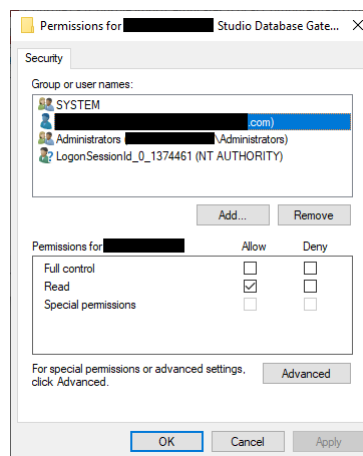 Permissions for Studio Database Gate...
Security
Group or user names:
SYSTEM
.com)
Administrators ( \Administrators)
LogonSessionId_0_1374461 (NT AUTHORITY)
Add... Remove
Permissions for Allow Deny
Full control
Read
Special permissions
For special permissions or advanced settings,
click Advanced.
Advanced
OK Cancel Apply